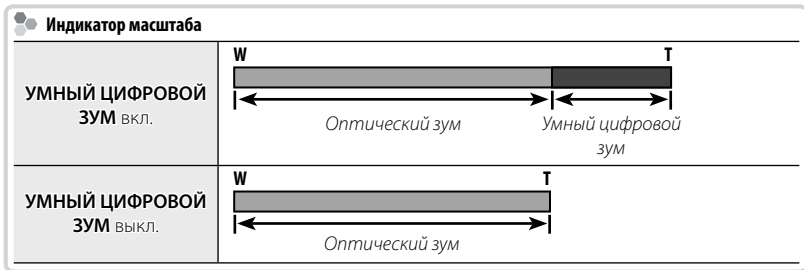 Индикатор масштаба
УМНЫЙ ЦИФРОВОЙ
ЗУМ вкл.
W T
Оптический зум Умный цифровой
зум
УМНЫЙ ЦИФРОВОЙ
ЗУМ выкл.
W T
Оптический зум